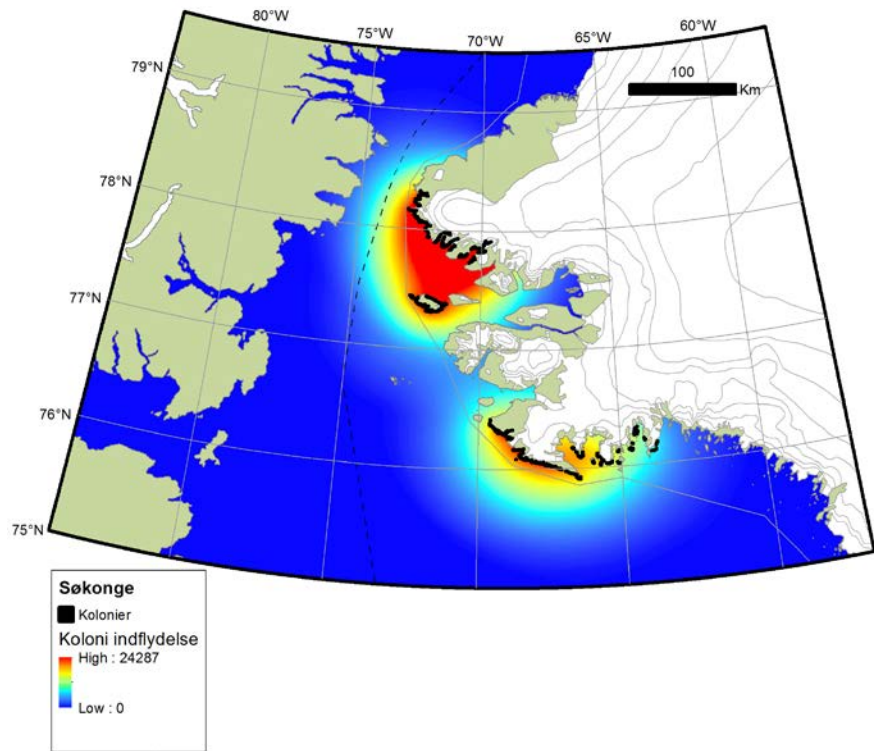 80°W
75°W
70°W
65°W
60°W
79°N
78°N
77°N
76°N
75°N
100
Km
Søkonge
Kolonier
Koloni indflydelse
High : 24287
Low : 0